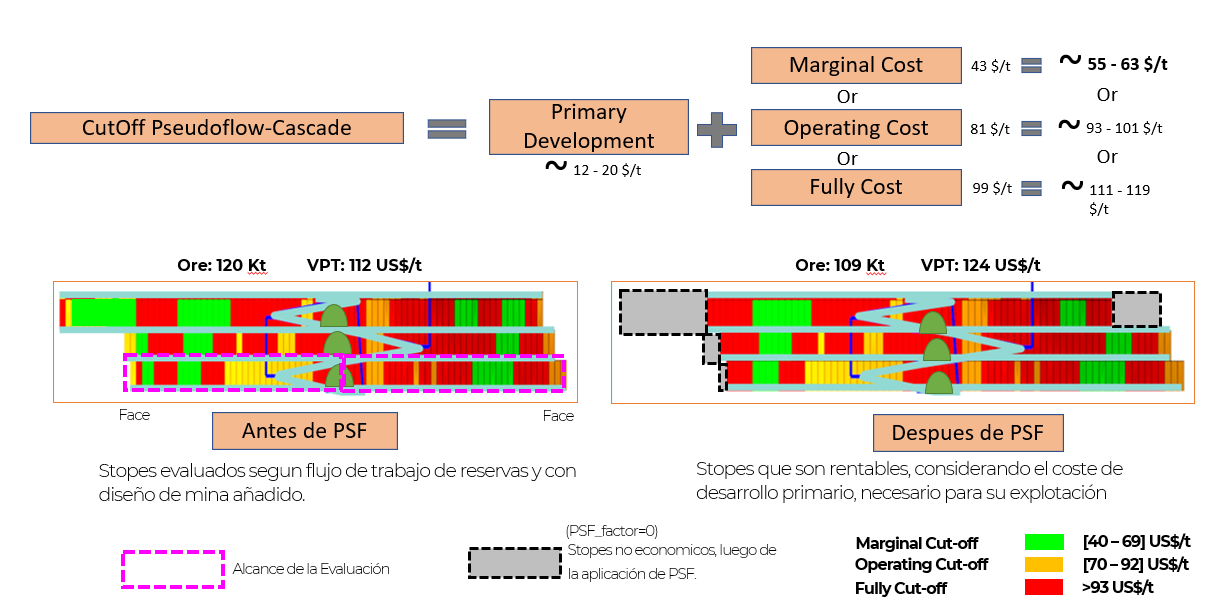 Marginal Cost
43 $/t
~ 55 - 63 $/t
Or
Or
CutOff Pseudoflow-Cascade
Primary
Development
~ 12 - 20 $/t
Operating Cost
81 $/t
~ 93 - 101 $/t
Or
Or
Fully Cost
99 $/t
~ 111 - 119
$/t
Ore: 120 Kt
VPT: 112 US$/t
Ore: 109 Kt
VPT: 124 US$/t
Face
Face
Antes de PSF
Despues de PSF
Stopes evaluados segun flujo de trabajo de reservas y con
diseño de mina añadido.
Stopes que son rentables, considerando el coste de
desarrollo primario, necesario para su explotación
Alcance de la Evaluación
(PSF_factor=0)
Stopes no economicos, luego de
la aplicación de PSF.
Marginal Cut-off
[40 – 69] US$/t
Operating Cut-off
[70 – 92] US$/t
Fully Cut-off
>93 US$/t